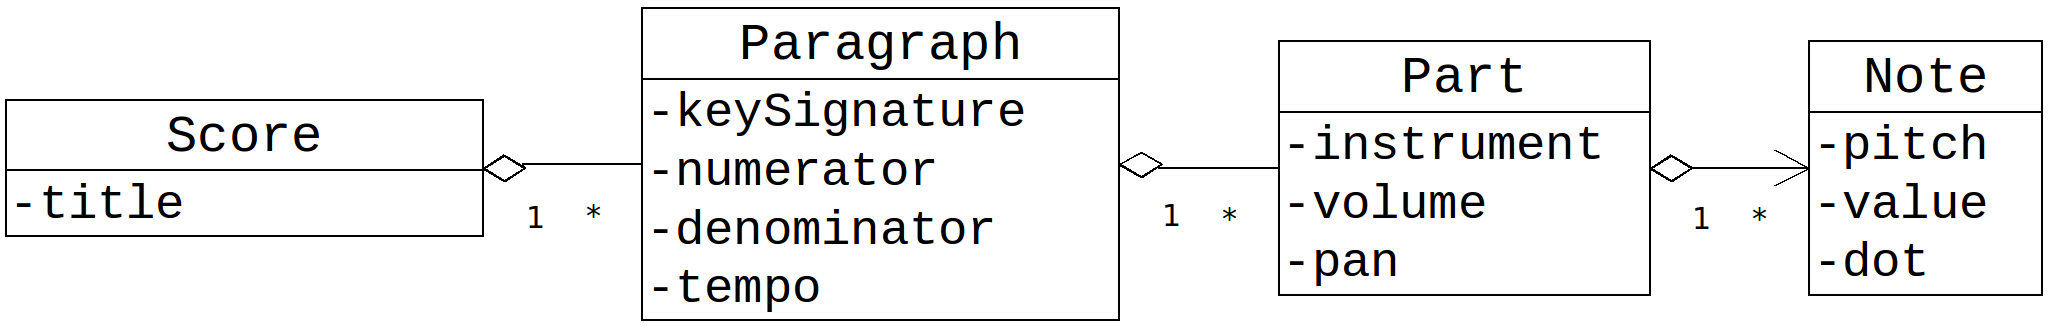 Score
-title
1 *
Paragraph
-keySignature
-numerator
-denominator
-tempo
1 *
Part
-instrument
-volume
-pan
1 *
Note
-pitch
-value
-dot